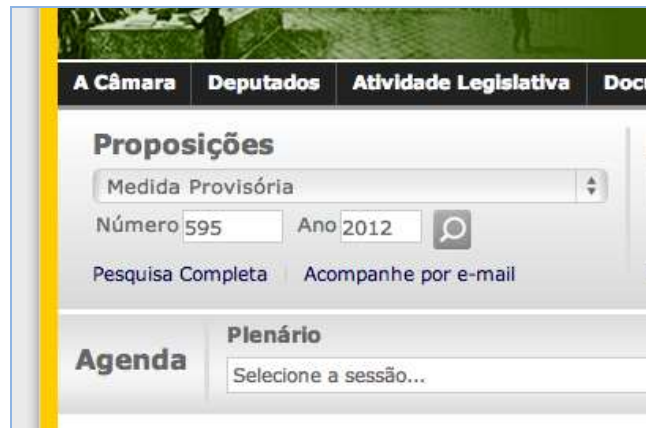 A Câmara Deputados Atividade Legislativa
Proposições
Medida Provisória
Número 595 Ano 2012
Pesquisa Completa Acompanhe por e-mail
Agenda
Plenário
Selecione a sessão...